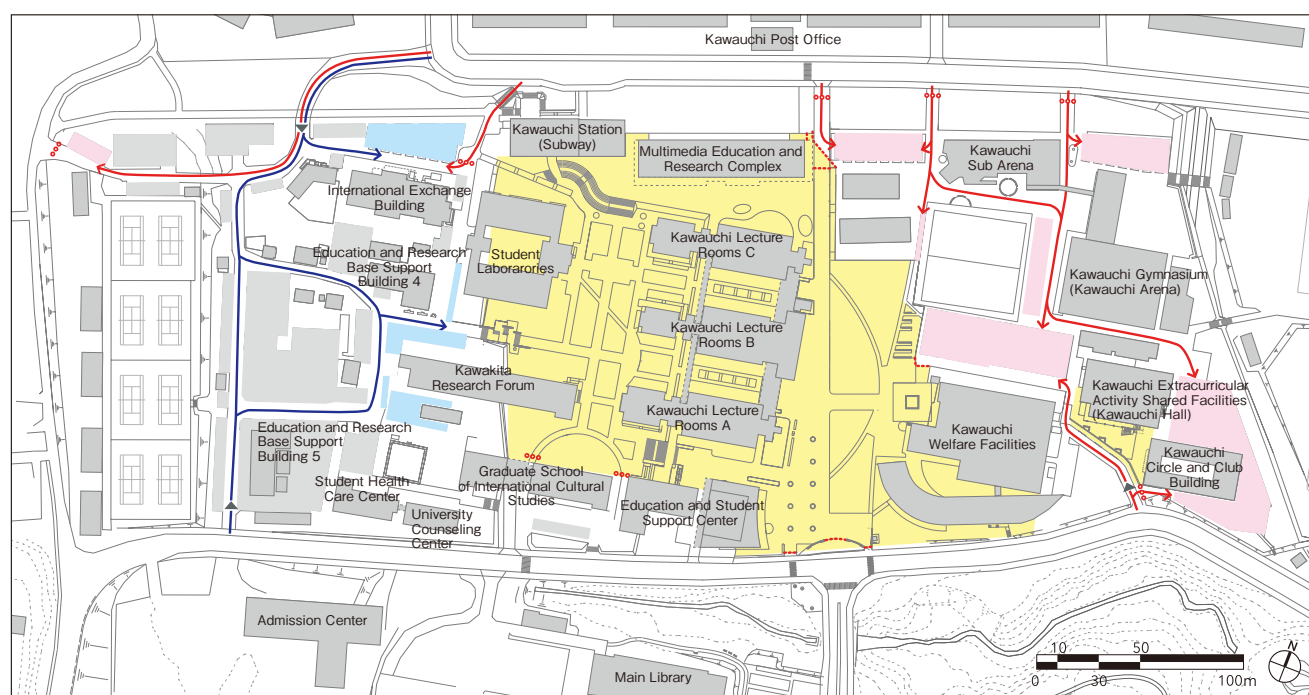 Kawauchi Post Office
Kawauchi Station
(Subway)
Multimedia Education and
Research Complex
Kawauchi
Sub Arena
International Exchange
Building
Education and Research
Base Support
Building 4
Student
Laborarories
Kawauchi Lecture
Rooms C
Kawauchi Gymnasium
(Kawauchi Arena)
Kawauchi Lecture
Rooms B
Kawakita
Research Forum
Kawauchi Lecture
Rooms A
Kawauchi Extracurricular
Activity Shared Facilities
(Kawauchi Hall)
Kawauchi
Welfare Facilities
Education and Research
Base Support
Building 5
Kawauchi
Circle and Club
Building
Student Health
Care Center
Graduate School
of International Cultural
Studies
University
Counseling
Center
Education and Student
Support Center
Admission Center
Main Library
10 50
0 30 100m
N